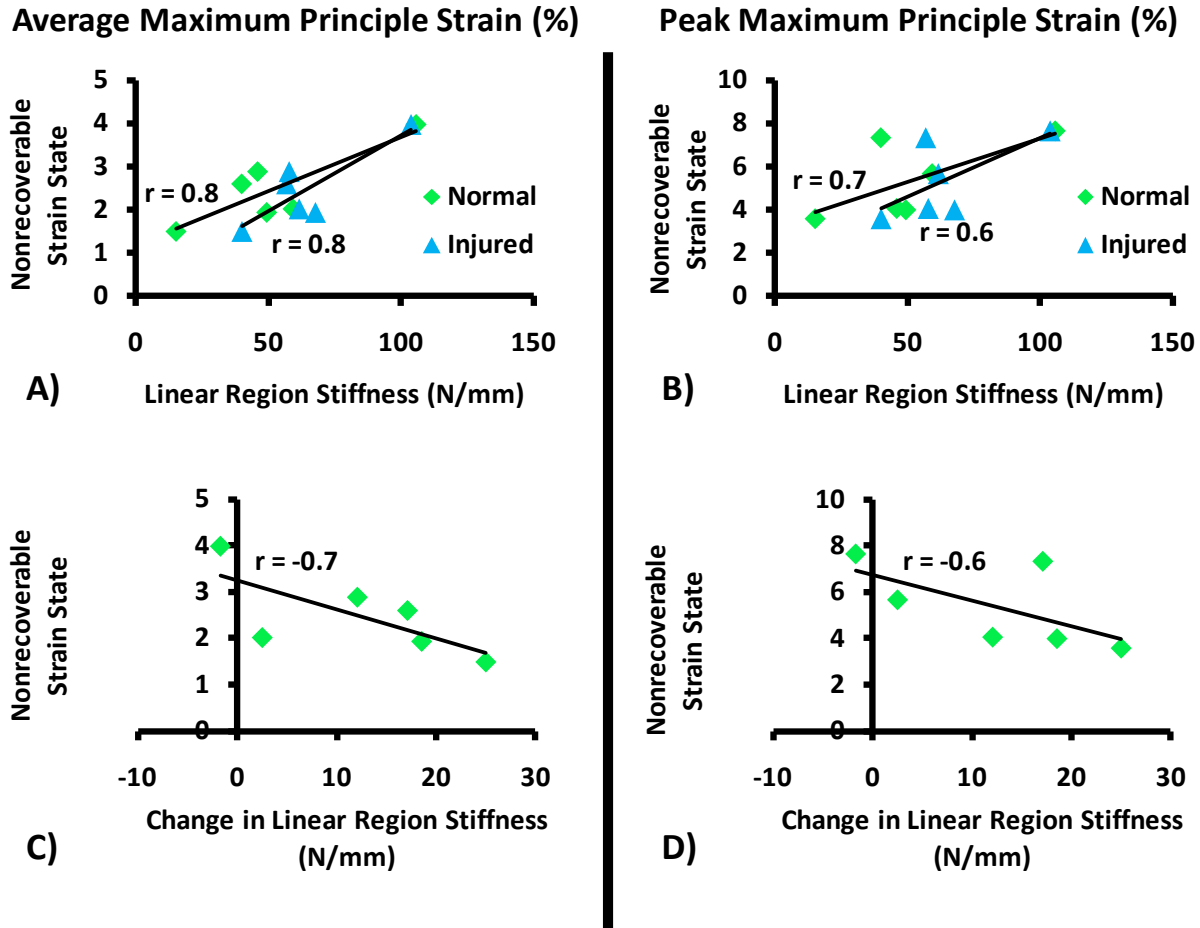 Average Maximum Principle Strain (%)
Peak Maximum Principle Strain (%)
Nonrecoverable
Strain State
5
4
3
2
1
0
r = 0.8
r = 0.8
Normal
Injured
0 50 100 150
A)
Linear Region Stiffness (N/mm)
Nonrecoverable
Strain State
10
8
6
4
2
0
r = 0.7
r = 0.6
Normal
Injured
0 50 100 150
B)
Linear Region Stiffness (N/mm)
Nonrecoverable
Strain State
5
4
3
2
1
0
r = -0.7
-10 0 10 20 30
Change in Linear Region Stiffness
(N/mm)
C)
Nonrecoverable
Strain State
10
8
6
4
2
0
r = -0.6
-10 0 10 20 30
Change in Linear Region Stiffness
(N/mm)
D)